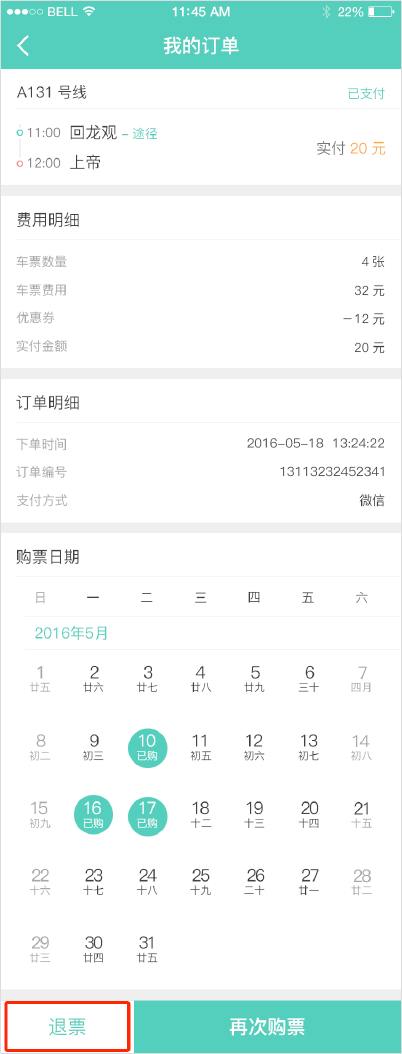 BELL 11:45 AM 22%
我的订单
A131 号线 已支付
11:00 回龙观 – 途径
12:00 上帝
实付 20 元
费用明细
车票数量 4 张
车票费用 32 元
优惠券 －12 元
实付金额 20 元
订单明细
下单时间 2016-05-18 13:24:22
订单编号 13113232452341
支付方式 微信
购票日期
日 一 二 三 四 五 六
2016年5月
1 2 3 4 5 6 7
廿五 廿六 廿七 廿八 廿九 三十 四月
8 9 10 11 12 13 14
初二 初三 已购 初五 初六 初七 初八
15 16 17 18 19 20 21
初九 已购 已购 十二 十三 十四 十五
22 23 24 25 26 27 28
十六 十七 十八 十九 二十 廿一 廿二
29 30 31
廿三 廿四 廿五
退票 再次购票